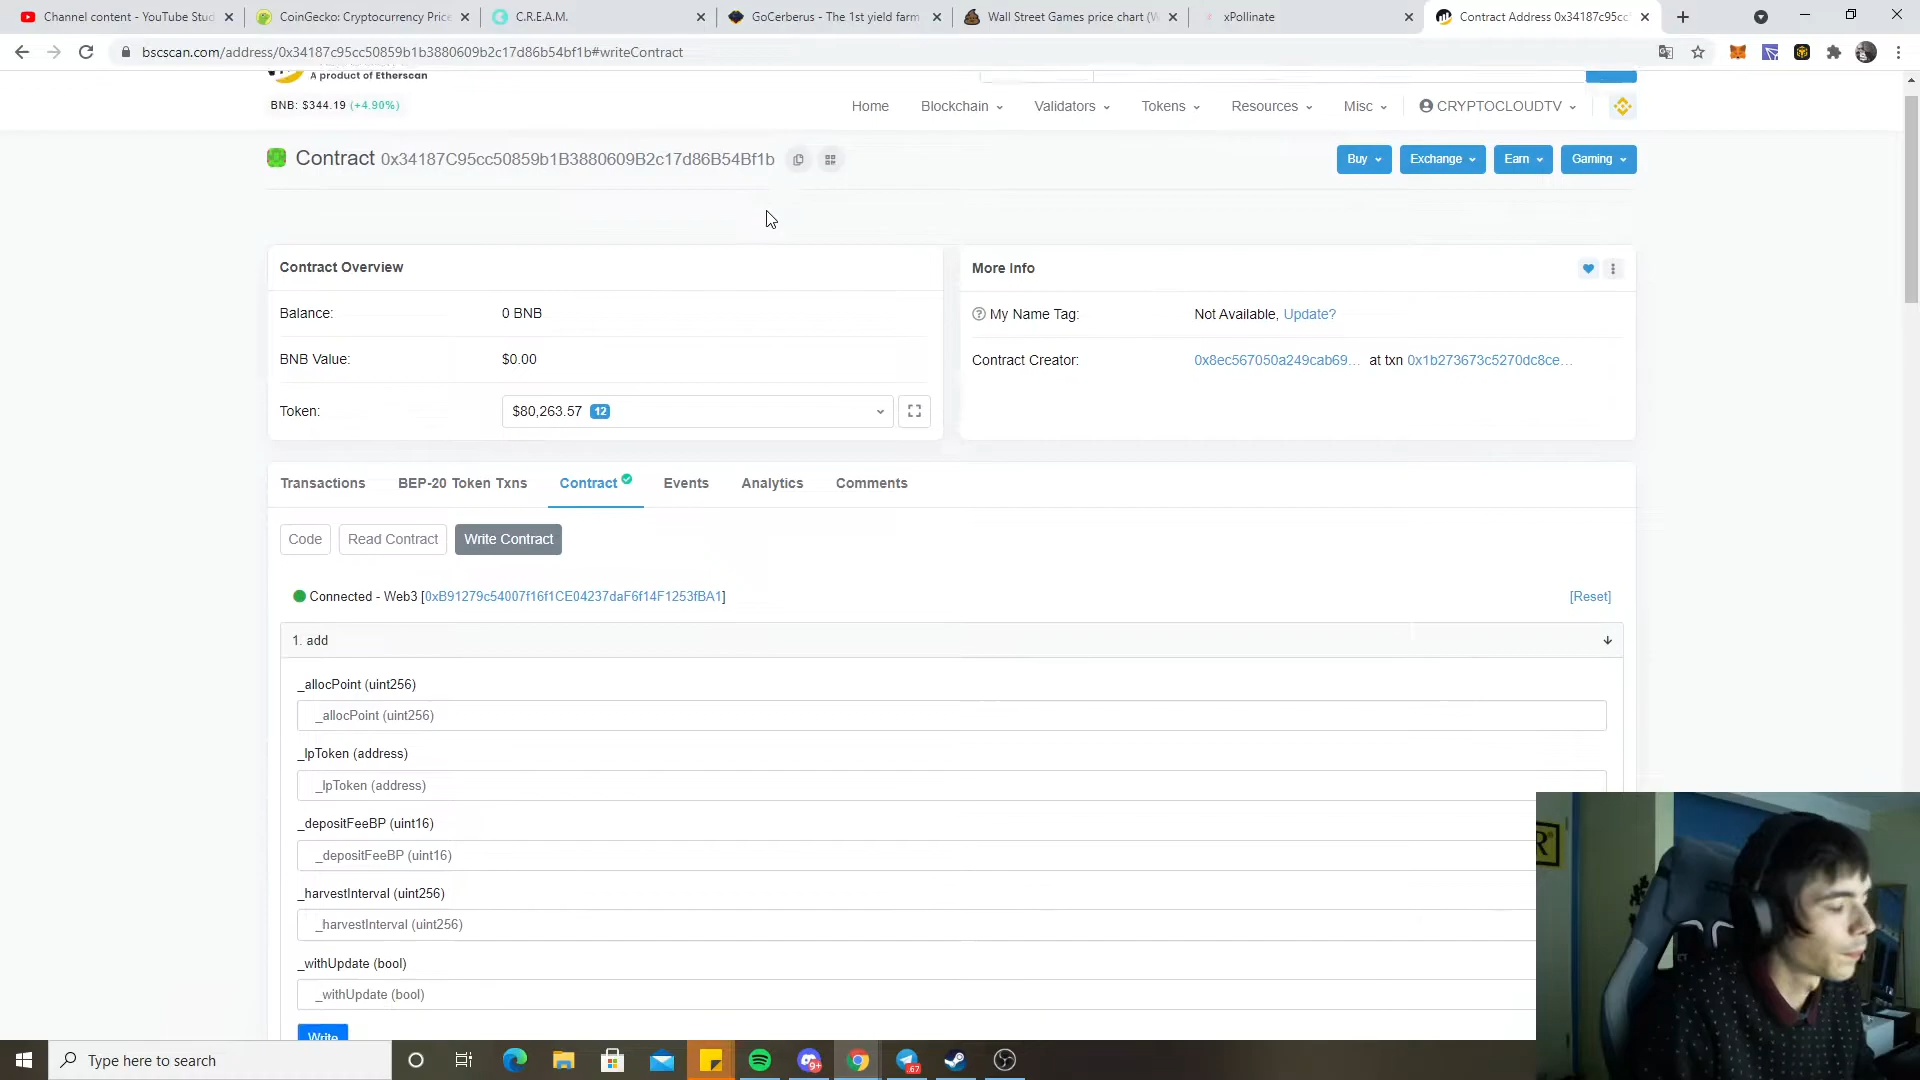 Channel content - YouTube Stud
CoinGecko: Cryptocurrency Price
C.R.E.A.M.
GoCerberus - The 1st yield farm
Wall Street Games price chart (W
xPollinate
Contract Address 0x34187c95cc5
bscscan.com/address/0x34187c95cc50859b1b3880609b2c17d86b54bf1b#writeContract
A product of Etherscan
BNB: $344.19 (+4.90%)
Home
Blockchain
Validators
Tokens
Resources
Misc
CRYPTOCLOUDTV
Contract 0x34187C95cc50859b1B3880609B2c17d86B54Bf1b
Buy
Exchange
Earn
Gaming
Contract Overview
Balance:
0 BNB
BNB Value:
$0.00
Token:
$80,263.57 12
More Info
My Name Tag:
Not Available, Update?
Contract Creator:
0x8ec567050a249cab69... at txn 0x1b273673c5270dc8ce...
Transactions
BEP-20 Token Txns
Contract
Events
Analytics
Comments
Code
Read Contract
Write Contract
Connected - Web3 [0xB91279c54007f16f1CE04237daF6f14F1253fBA1]
[Reset]
1. add
_allocPoint (uint256)
_allocPoint (uint256)
_lpToken (address)
_lpToken (address)
_depositFeeBP (uint16)
_depositFeeBP (uint16)
_harvestInterval (uint256)
_harvestInterval (uint256)
_withUpdate (bool)
_withUpdate (bool)
Write
Type here to search
9+
67